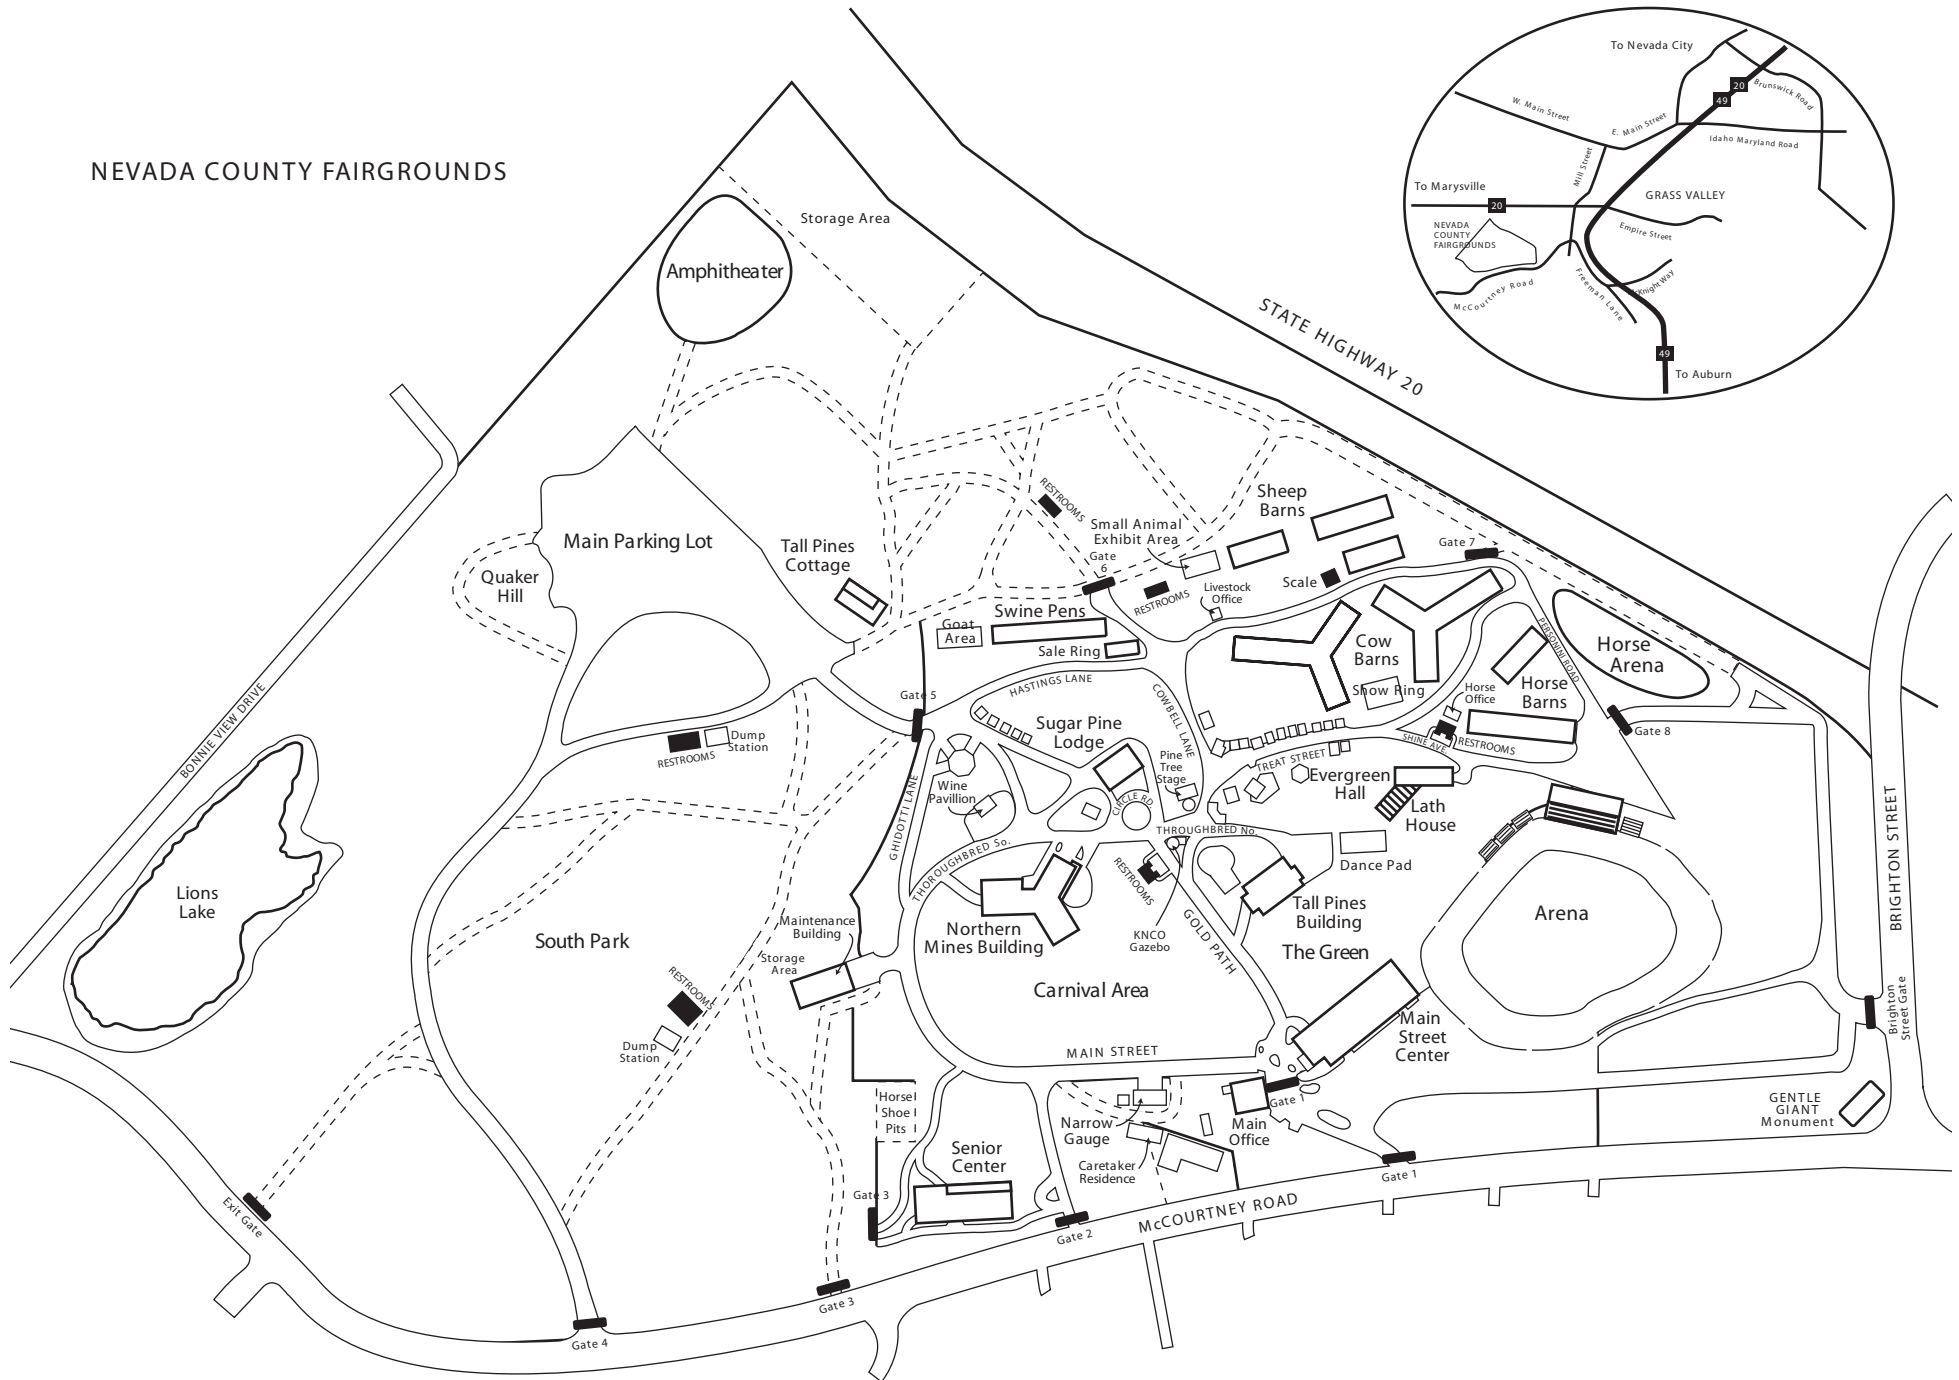 NEVADA COUNTY FAIRGROUNDS
To Nevada City
20
49
Brunswick Road
W. Main Street
E. Main Street
Idaho Maryland Road
Mill Street
To Marysville
20
GRASS VALLEY
NEVADA
COUNTY
FAIRGROUNDS
Empire Street
McCourtney Road
Freeman Lane
McKnight Way
49
To Auburn
Storage Area
Amphitheater
STATE HIGHWAY 20
Main Parking Lot
Quaker
Hill
Tall Pines
Cottage
RESTROOMS
Small Animal
Exhibit Area
Sheep
Barns
Gate
6
Gate 7
Scale
RESTROOMS
Livestock
Office
Swine Pens
Goat
Area
Sale Ring
Cow
Barns
Show Ring
PERSONINI ROAD
Horse
Arena
Horse
Office
Horse
Barns
Gate 8
BONNIE VIEW DRIVE
Gate 5
HASTINGS LANE
COWBELL LANE
Sugar Pine
Lodge
Pine
Tree
Stage
TREAT STREET
SHINE AVE.
RESTROOMS
Evergreen
Hall
Lath
House
Dump
Station
RESTROOMS
Wine
Pavillion
CIRCLE RD.
GHIDOTTI LANE
THOROUGHBRED So.
THROUGHBRED No.
Dance Pad
RESTROOMS
BRIGHTON STREET
Lions
Lake
South Park
Maintenance
Building
Storage
Area
Northern
Mines Building
KNCO
Gazebo
GOLD PATH
Tall Pines
Building
The Green
Arena
Carnival Area
RESTROOMS
Dump
Station
MAIN STREET
Main
Street
Center
Brighton
Street Gate
Horse
Shoe
Pits
Narrow
Gauge
Main
Office
Gate 1
GENTLE
GIANT
Monument
Senior
Center
Caretaker
Residence
Gate 1
Gate 3
Exit Gate
Gate 2
McCOURTNEY ROAD
Gate 3
Gate 4